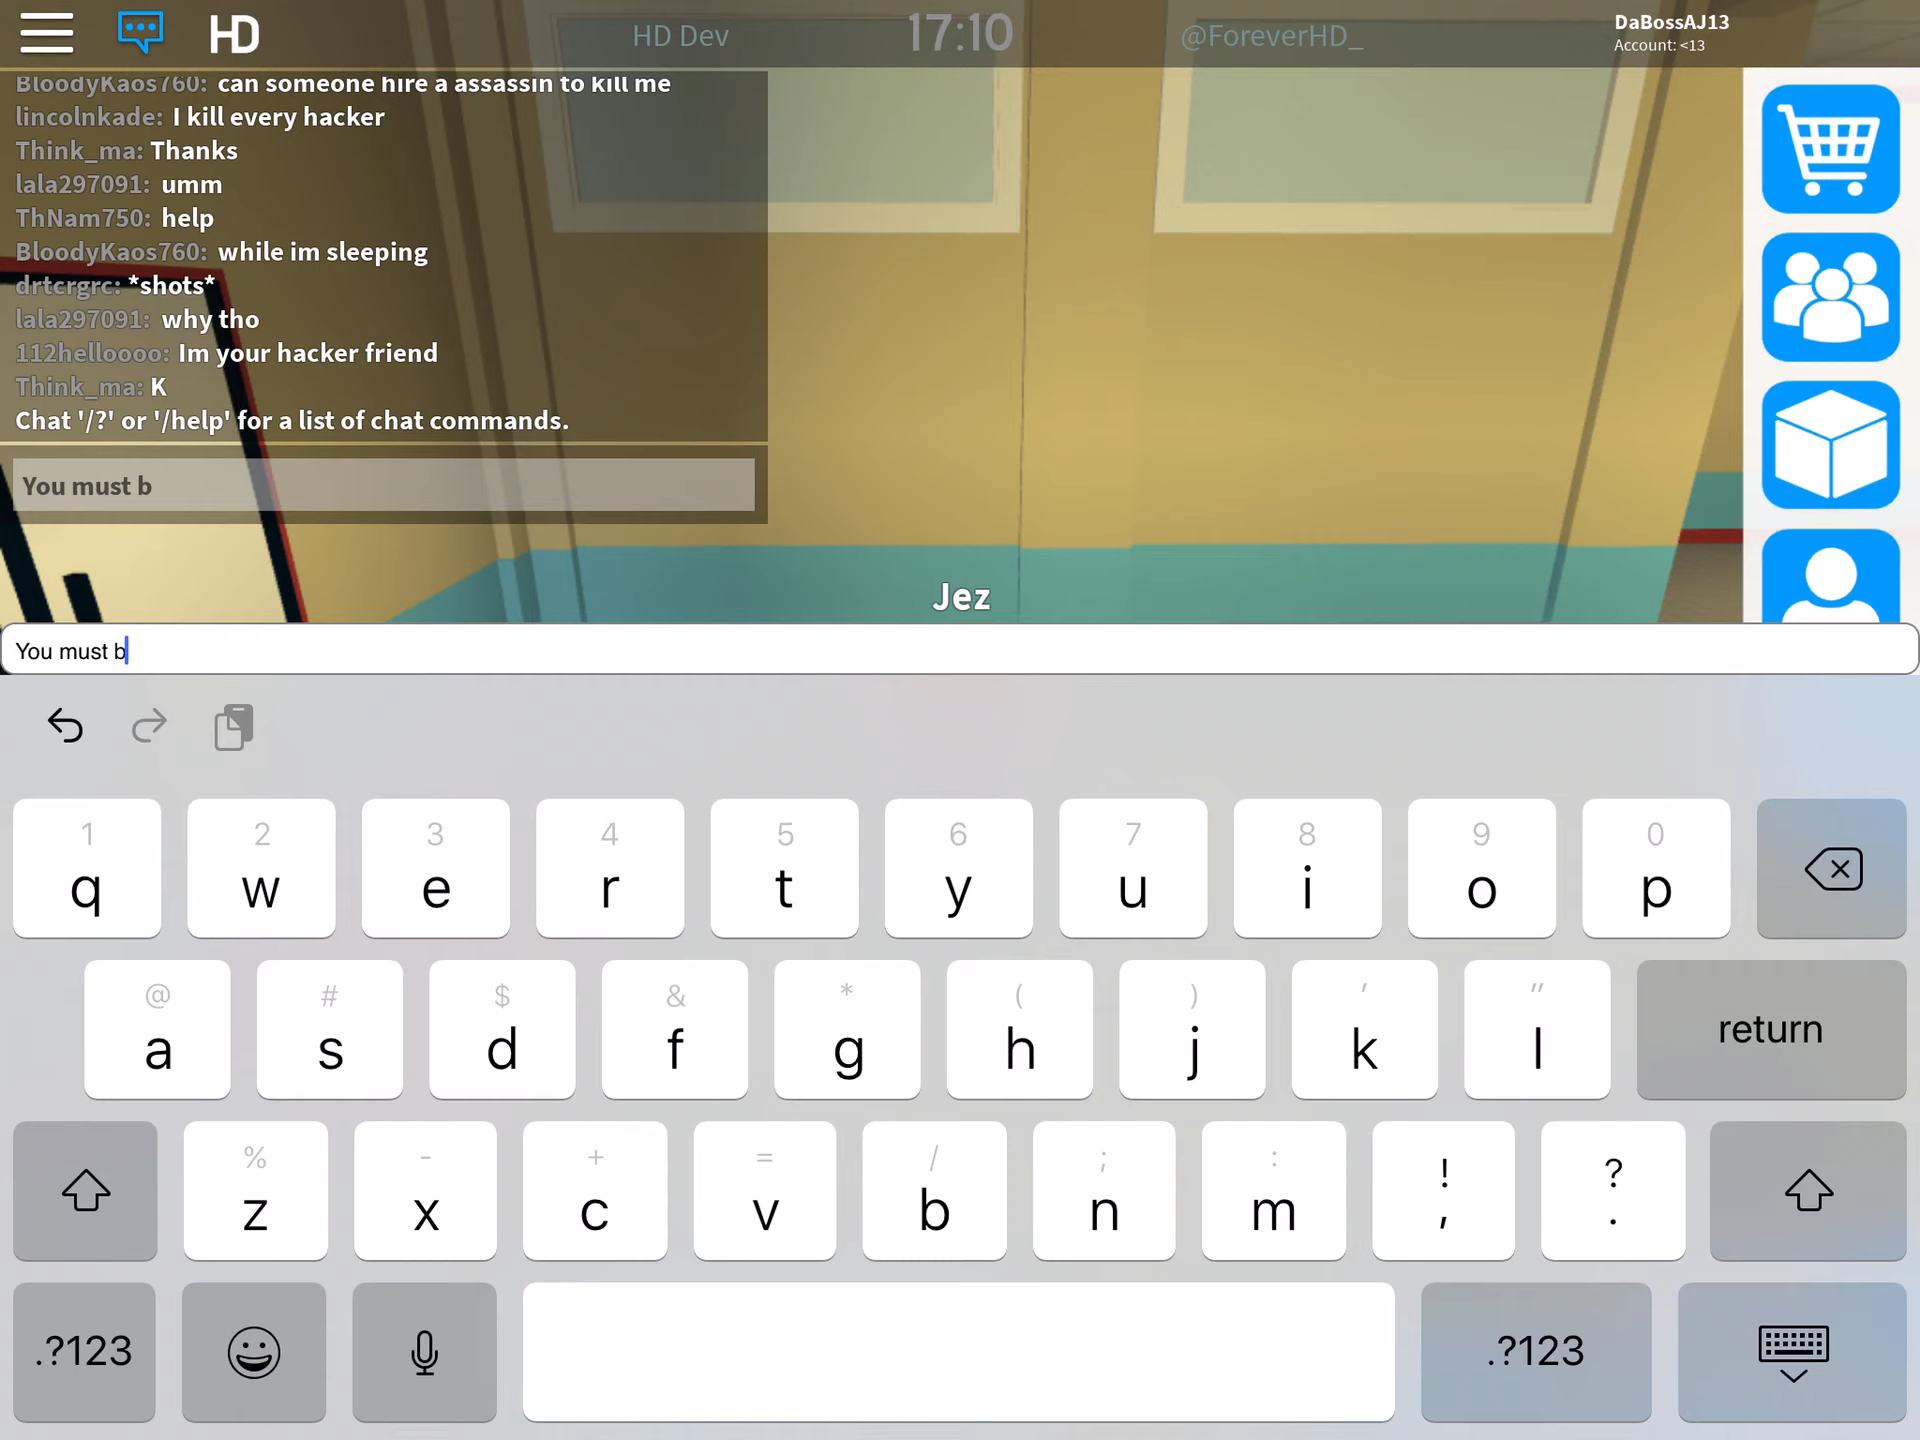 HD
HD Dev
17:10
@ForeverHD_
DaBossAJ13
Account: <13
BloodyKaos760: can someone hire a assassin to kill me
lincolnkade: I kill every hacker
Think_ma: Thanks
lala297091: umm
ThNam750: help
BloodyKaos760: while im sleeping
drtcrgrc: *shots*
lala297091: why tho
112helloooo: Im your hacker friend
Think_ma: K
Chat '/?' or '/help' for a list of chat commands.
You must b
Jez
You must b
1 2 3 4 5 6 7 8 9 0
q w e r t y u i o p
@ # $ & * ( ) ' "
a s d f g h j k l return
% - + = / ; : ! ?
z x c v b n m , .
.?123 .?123